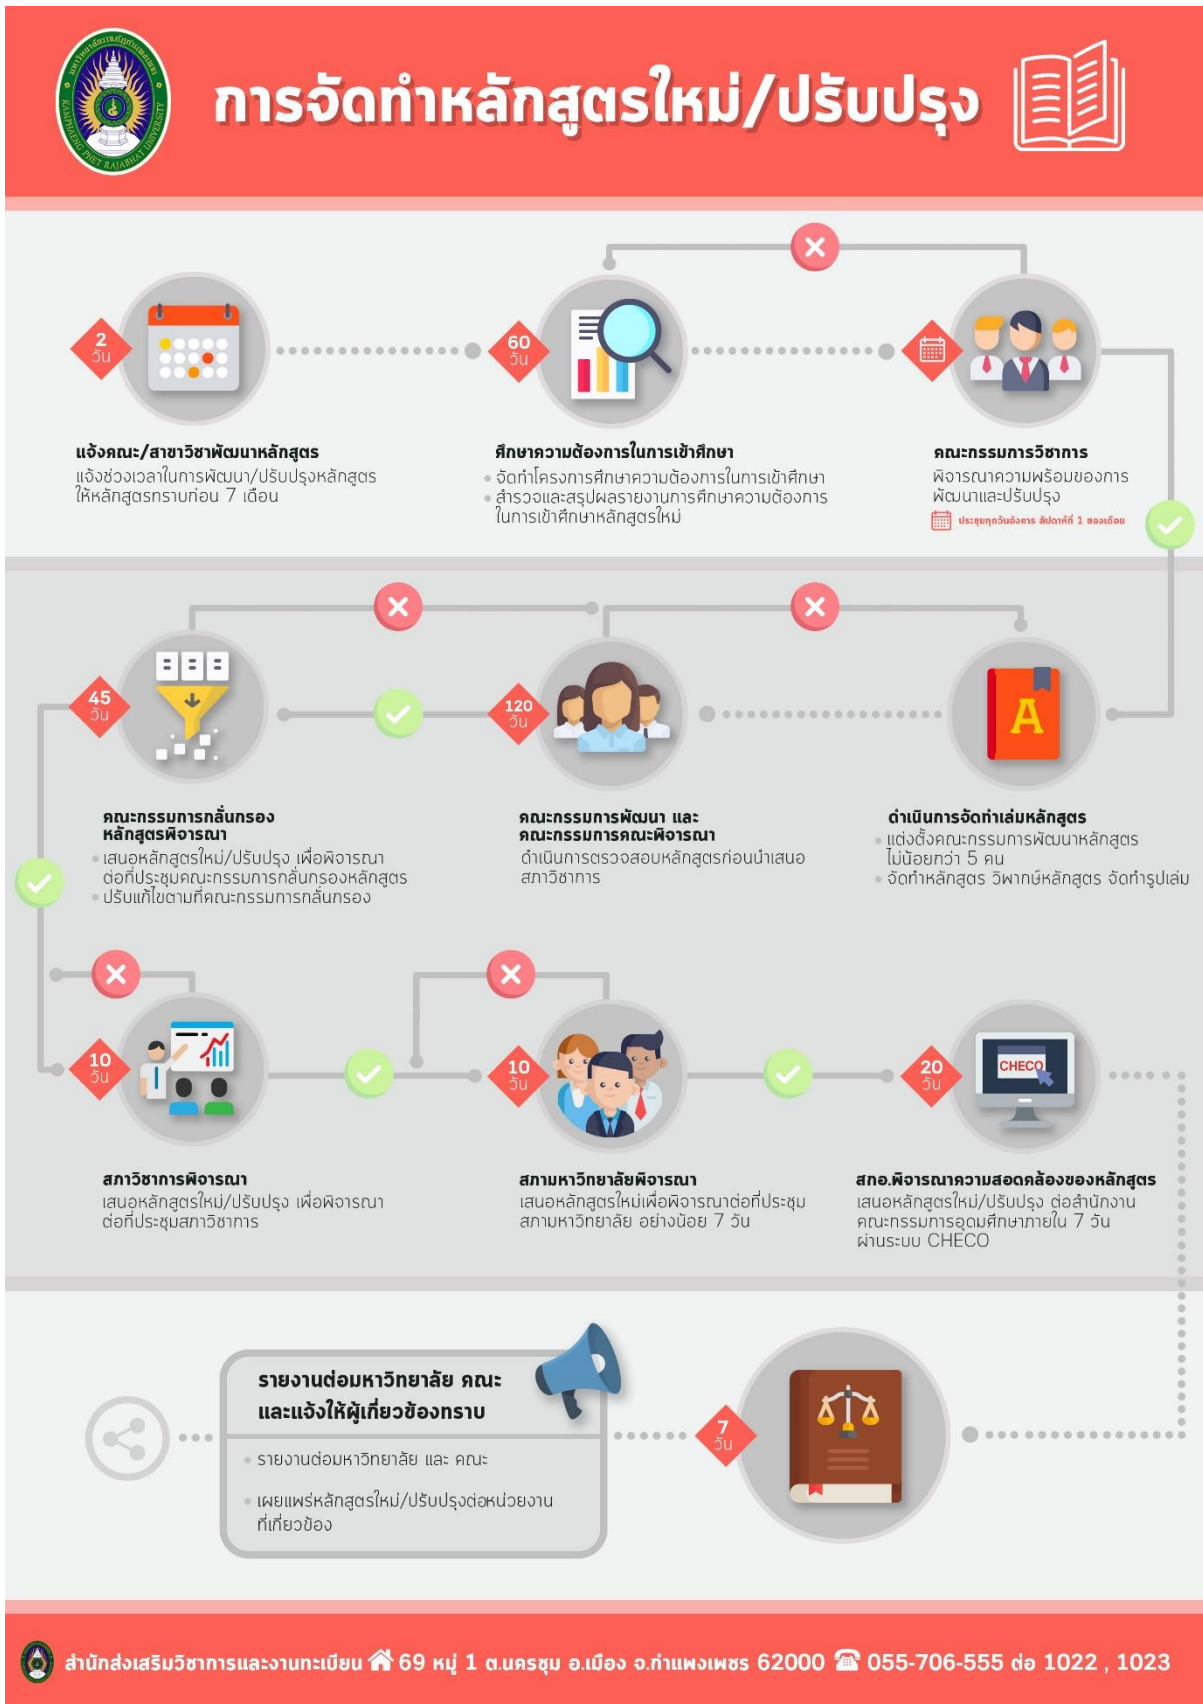 การจัดทำหลักสูตรใหม่/ปรับปรุง
มหาวิทยาลัยราชภัฏกำแพงเพชร
KAMPHAENG PHET RAJABHAT UNIVERSITY
2
วัน
แจ้งคณะ/สาขาวิชาพัฒนาหลักสูตร
แจ้งช่วงเวลาในการพัฒนา/ปรับปรุงหลักสูตร
ให้หลักสูตรทราบก่อน 7 เดือน
60
วัน
ศึกษาความต้องการในการเข้าศึกษา
จัดทำโครงการศึกษาความต้องการในการเข้าศึกษา
สำรวจและสรุปผลรายงานการศึกษาความต้องการ
ในการเข้าศึกษาหลักสูตรใหม่
คณะกรรมการวิชาการ
พิจารณาความพร้อมของการ
พัฒนาและปรับปรุง
ประชุมทุกวันอังคาร สัปดาห์ที่ 1 ของเดือน
45
วัน
คณะกรรมการกลั่นกรอง
หลักสูตรพิจารณา
เสนอหลักสูตรใหม่/ปรับปรุง เพื่อพิจารณา
ต่อที่ประชุมคณะกรรมการกลั่นกรองหลักสูตร
ปรับแก้ไขตามที่คณะกรรมการกลั่นกรอง
120
วัน
คณะกรรมการพัฒนา และ
คณะกรรมการคณะพิจารณา
ดำเนินการตรวจสอบหลักสูตรก่อนนำเสนอ
สภาวิชาการ
A
ดำเนินการจัดทำเล่มหลักสูตร
แต่งตั้งคณะกรรมการพัฒนาหลักสูตร
ไม่น้อยกว่า 5 คน
จัดทำหลักสูตร วิพากษ์หลักสูตร จัดทำรูปเล่ม
10
วัน
สภาวิชาการพิจารณา
เสนอหลักสูตรใหม่/ปรับปรุง เพื่อพิจารณา
ต่อที่ประชุมสภาวิชาการ
10
วัน
สภามหาวิทยาลัยพิจารณา
เสนอหลักสูตรใหม่เพื่อพิจารณาต่อที่ประชุม
สภามหาวิทยาลัย อย่างน้อย 7 วัน
20
วัน
CHECO
สกอ.พิจารณาความสอดคล้องของหลักสูตร
เสนอหลักสูตรใหม่/ปรับปรุง ต่อสำนักงาน
คณะกรรมการอุดมศึกษาภายใน 7 วัน
ผ่านระบบ CHECO
รายงานต่อมหาวิทยาลัย คณะ
และแจ้งให้ผู้เกี่ยวข้องทราบ
รายงานต่อมหาวิทยาลัย และ คณะ
เผยแพร่หลักสูตรใหม่/ปรับปรุงต่อหน่วยงาน
ที่เกี่ยวข้อง
7
วัน
สำนักส่งเสริมวิชาการและงานทะเบียน 69 หมู่ 1 ต.นครชุม อ.เมือง จ.กำแพงเพชร 62000 055-706-555 ต่อ 1022 , 1023